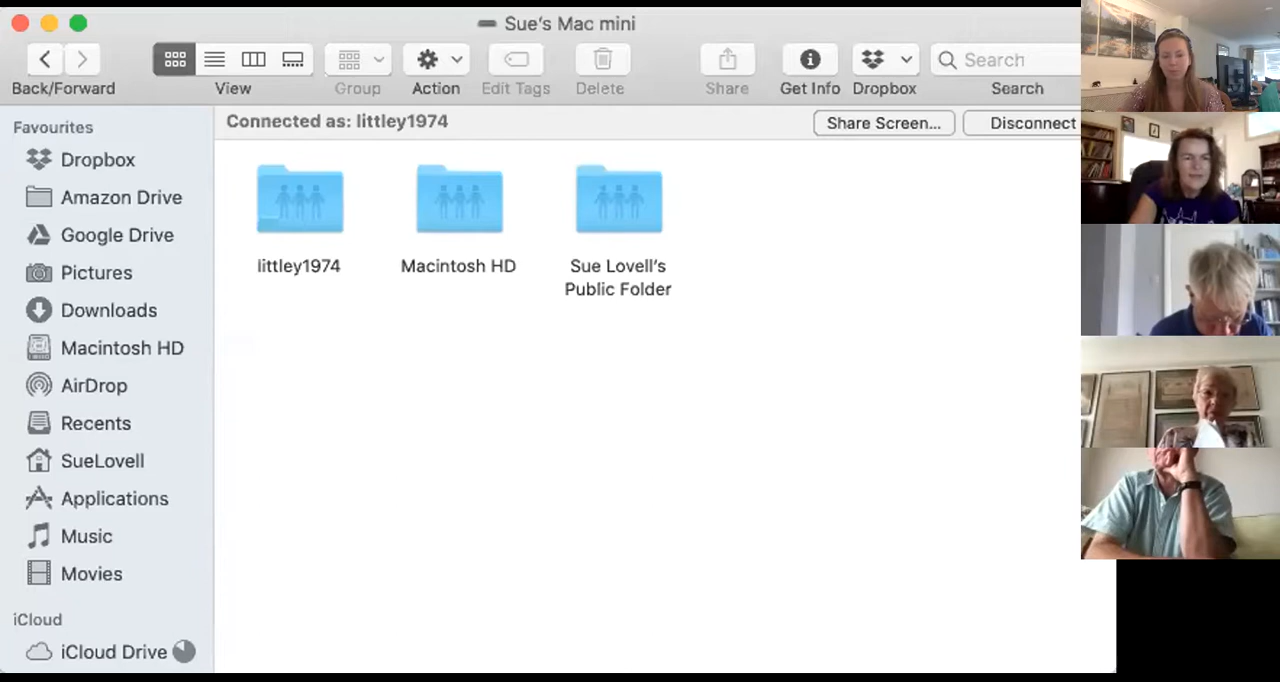 Sue's Mac mini
Back/Forward
View
Group
Action
Edit Tags
Delete
Share
Get Info
Dropbox
Search
Search
Connected as: littley1974
Share Screen...
Disconnect
Favourites
Dropbox
Amazon Drive
Google Drive
Pictures
Downloads
Macintosh HD
AirDrop
Recents
SueLovell
Applications
Music
Movies
iCloud
iCloud Drive
littley1974
Macintosh HD
Sue Lovell's
Public Folder